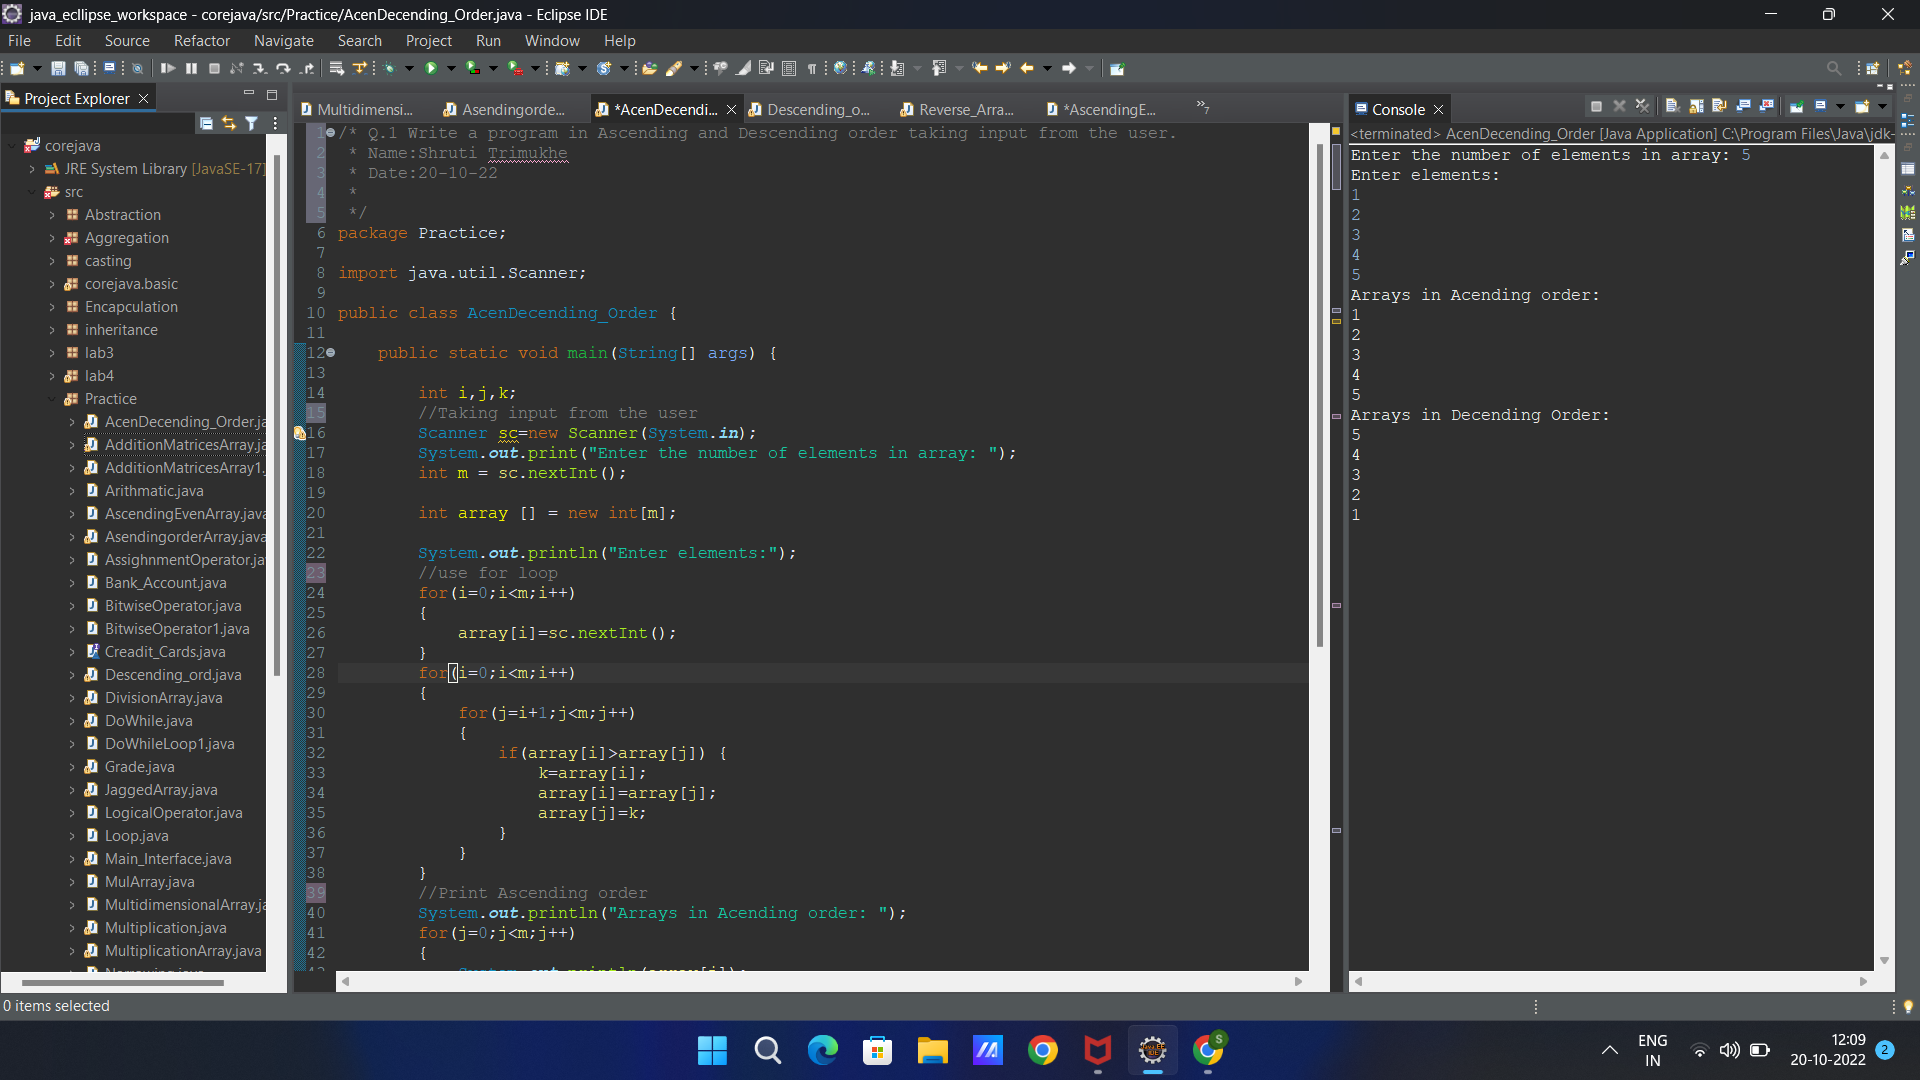 java_ecllipse_workspace - corejava/src/Practice/AcenDecending_Order.java - Eclipse IDE
File Edit Source Refactor Navigate Search Project Run Window Help
Project Explorer
corejava
JRE System Library [JavaSE-17]
src
Abstraction
Aggregation
casting
corejava.basic
Encapculation
inheritance
lab3
lab4
Practice
AcenDecending_Order.ja
AdditionMatricesArray.ja
AdditionMatricesArray1.
Arithmatic.java
AscendingEvenArray.java
AsendingorderArray.java
AssighnmentOperator.ja
Bank_Account.java
BitwiseOperator.java
BitwiseOperator1.java
Creadit_Cards.java
Descending_ord.java
DivisionArray.java
DoWhile.java
DoWhileLoop1.java
Grade.java
JaggedArray.java
LogicalOperator.java
Loop.java
Main_Interface.java
MulArray.java
MultidimensionalArray.ja
Multiplication.java
MultiplicationArray.java
Multidimensi... Asendingorde... *AcenDecendi... Descending_o... Reverse_Arra... *AscendingE... »7
1 /* Q.1 Write a program in Ascending and Descending order taking input from the user.
2 * Name:Shruti Trimukhe
3 * Date:20-10-22
4 *
5 */
6 package Practice;
7
8 import java.util.Scanner;
9
10 public class AcenDecending_Order {
11
12 public static void main(String[] args) {
13
14 int i,j,k;
15 //Taking input from the user
16 Scanner sc=new Scanner(System.in);
17 System.out.print("Enter the number of elements in array: ");
18 int m = sc.nextInt();
19
20 int array [] = new int[m];
21
22 System.out.println("Enter elements:");
23 //use for loop
24 for(i=0;i<m;i++)
25 {
26 array[i]=sc.nextInt();
27 }
28 for(i=0;i<m;i++)
29 {
30 for(j=i+1;j<m;j++)
31 {
32 if(array[i]>array[j]) {
33 k=array[i];
34 array[i]=array[j];
35 array[j]=k;
36 }
37 }
38 }
39 //Print Ascending order
40 System.out.println("Arrays in Acending order: ");
41 for(j=0;j<m;j++)
42 {
Console
<terminated> AcenDecending_Order [Java Application] C:\Program Files\Java\jdk-
Enter the number of elements in array: 5
Enter elements:
1
2
3
4
5
Arrays in Acending order:
1
2
3
4
5
Arrays in Decending Order:
5
4
3
2
1
0 items selected
ENG
IN
12:09
20-10-2022
2